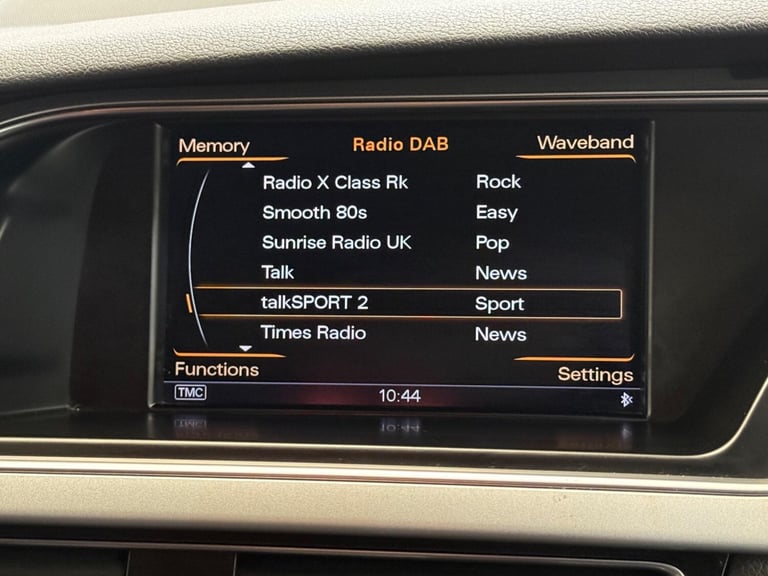 Memory Radio DAB Waveband
Radio X Class Rk Rock
Smooth 80s Easy
Sunrise Radio UK Pop
Talk News
talkSPORT 2 Sport
Times Radio News
Functions Settings
TMC 10:44